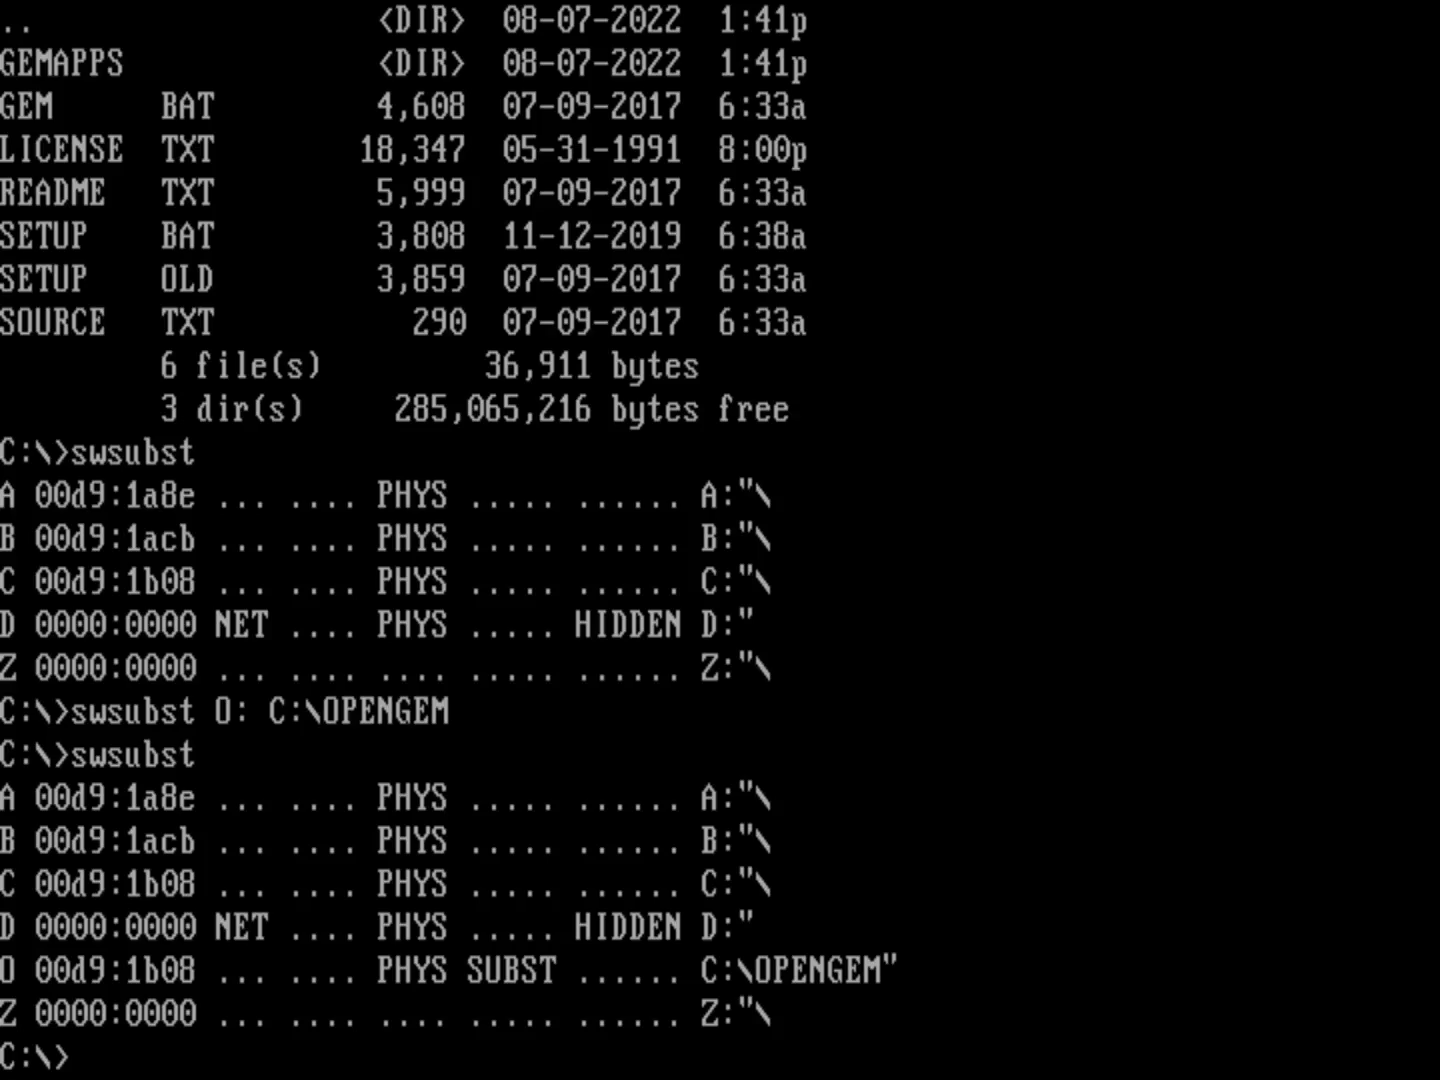 ..                   <DIR>  08-07-2022  1:41p
GEMAPPS              <DIR>  08-07-2022  1:41p
GEM      BAT         4,608  07-09-2017  6:33a
LICENSE  TXT        18,347  05-31-1991  8:00p
README   TXT         5,999  07-09-2017  6:33a
SETUP    BAT         3,808  11-12-2019  6:38a
SETUP    OLD         3,859  07-09-2017  6:33a
SOURCE   TXT           290  07-09-2017  6:33a
         6 file(s)         36,911 bytes
         3 dir(s)     285,065,216 bytes free
C:\>swsubst
A 00d9:1a8e ... .... PHYS ..... ...... A:"\
B 00d9:1acb ... .... PHYS ..... ...... B:"\
C 00d9:1b08 ... .... PHYS ..... ...... C:"\
D 0000:0000 NET .... PHYS ..... HIDDEN D:"
Z 0000:0000 ... .... .... ..... ...... Z:"\
C:\>swsubst O: C:\OPENGEM
C:\>swsubst
A 00d9:1a8e ... .... PHYS ..... ...... A:"\
B 00d9:1acb ... .... PHYS ..... ...... B:"\
C 00d9:1b08 ... .... PHYS ..... ...... C:"\
D 0000:0000 NET .... PHYS ..... HIDDEN D:"
O 00d9:1b08 ... .... PHYS SUBST ...... C:\OPENGEM"
Z 0000:0000 ... .... .... ..... ...... Z:"\
C:\>